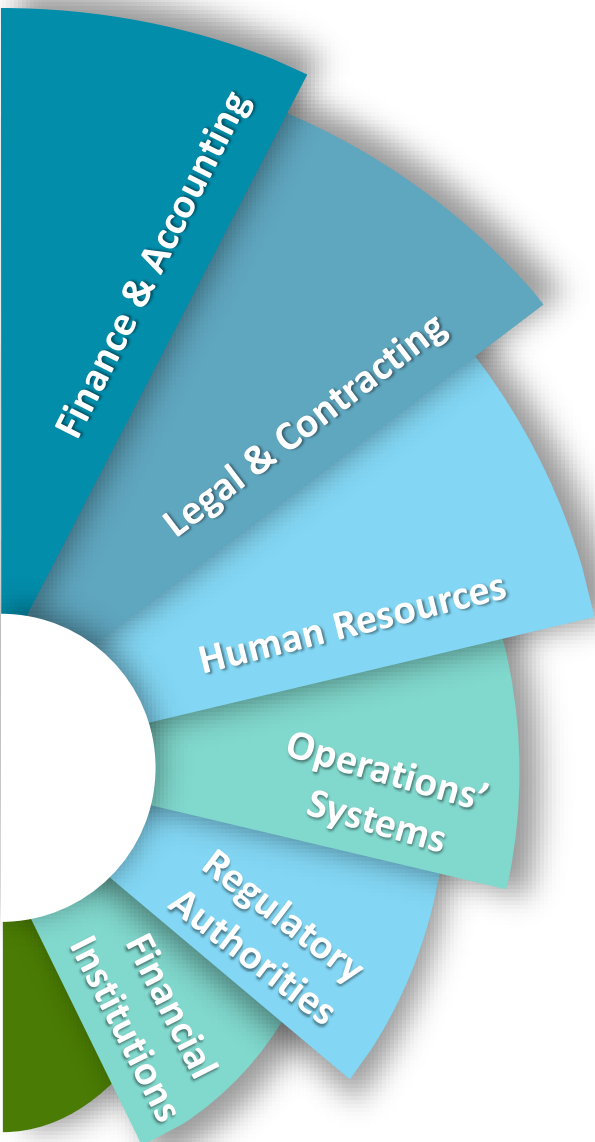 Finance & Accounting
Legal & Contracting
Human Resources
Operations’
Systems
Regulatory
Authorities
Financial
Institutions